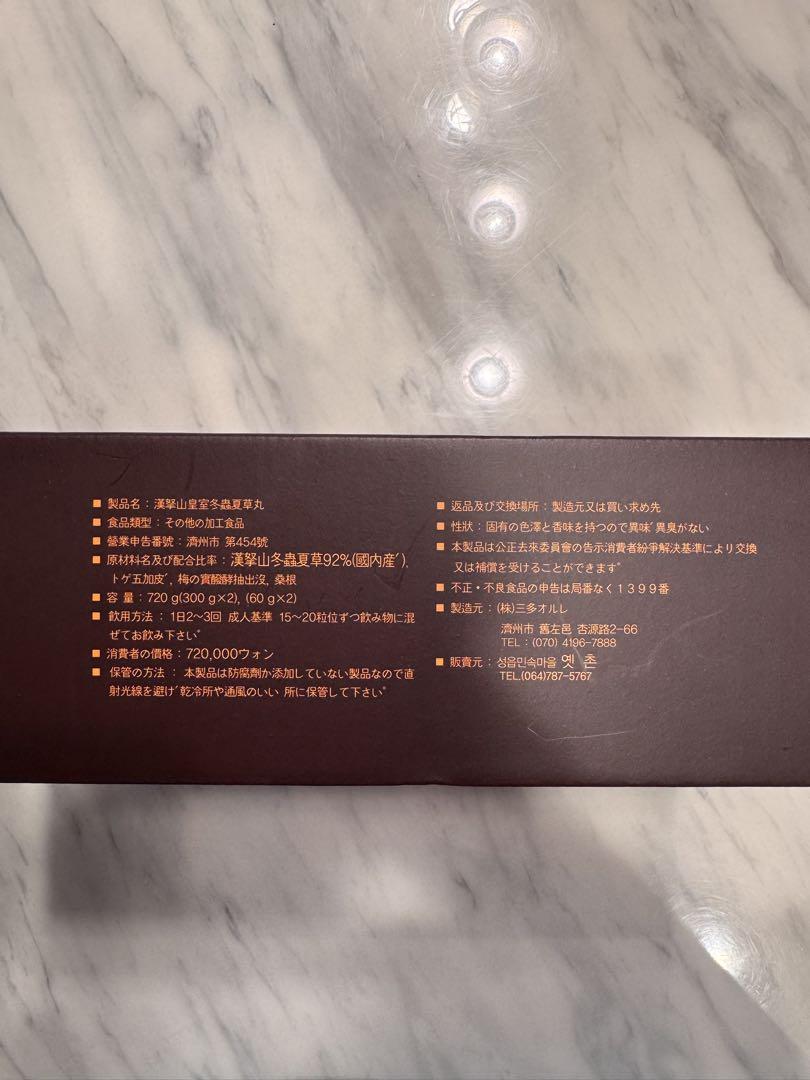 ■ 製品名：漢拏山皇室冬蟲夏草丸
■ 食品類型：その他の加工食品
■ 營業申告番號：濟州市 第454號
■ 原材料名及び配合比率：漢拏山冬蟲夏草92%(國內産´),
トゲ五加皮´, 梅の實醱酵抽出沒, 桑根
■ 容 量：720 g(300 g×2), (60 g×2)
■ 飲用方法：1日2～3回 成人基準 15～20粒位ずつ飲み物に混
ぜてお飲み下さい゜
■ 消費者の價格：720,000ウォン
■ 保管の方法 ： 本製品は防腐劑か添加していない製品なので直
射光線を避け´乾冷所や通風のいい 所に保管して下さい゜
■ 返品及び交換場所：製造元又は買い求め先
■ 性狀：固有の色澤と香味を持つので異味´異臭がない
■ 本製品は公正去來委員會の告示消費者紛爭解決基準により交換
又は補償を受けることができます゜
■ 不正・不良食品の申告は局番なく１３９９番
■ 製造元：(株)三多オルレ
濟州市 舊左邑 杏源路2-66
TEL：(070) 4196-7888
■ 販賣元：성읍민속마을 옛 촌
TEL.(064)787-5767